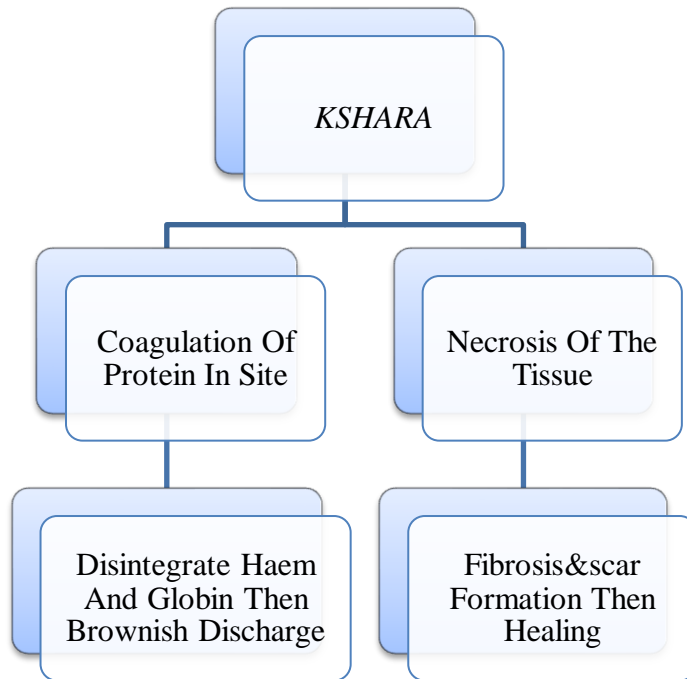 KSHARA
Coagulation Of
Protein In Site
Necrosis Of The
Tissue
Disintegrate Haem
And Globin Then
Brownish Discharge
Fibrosis&scar
Formation Then
Healing